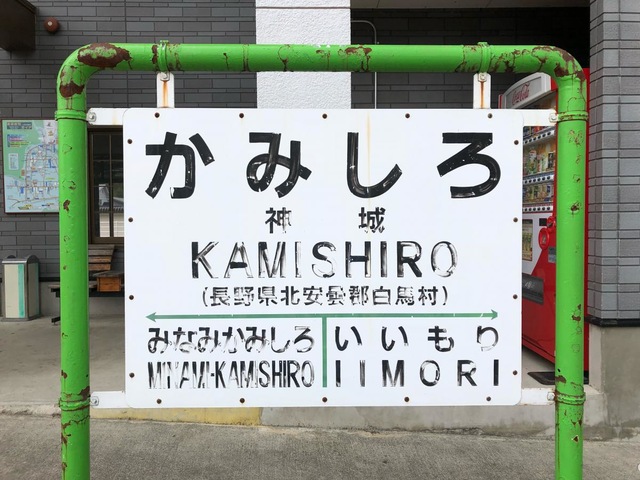 かみしろ
神城
KAMISHIRO
(長野県北安曇郡白馬村)
みなみかみしろ いいもり
MINAMI-KAMISHIRO IIMORI